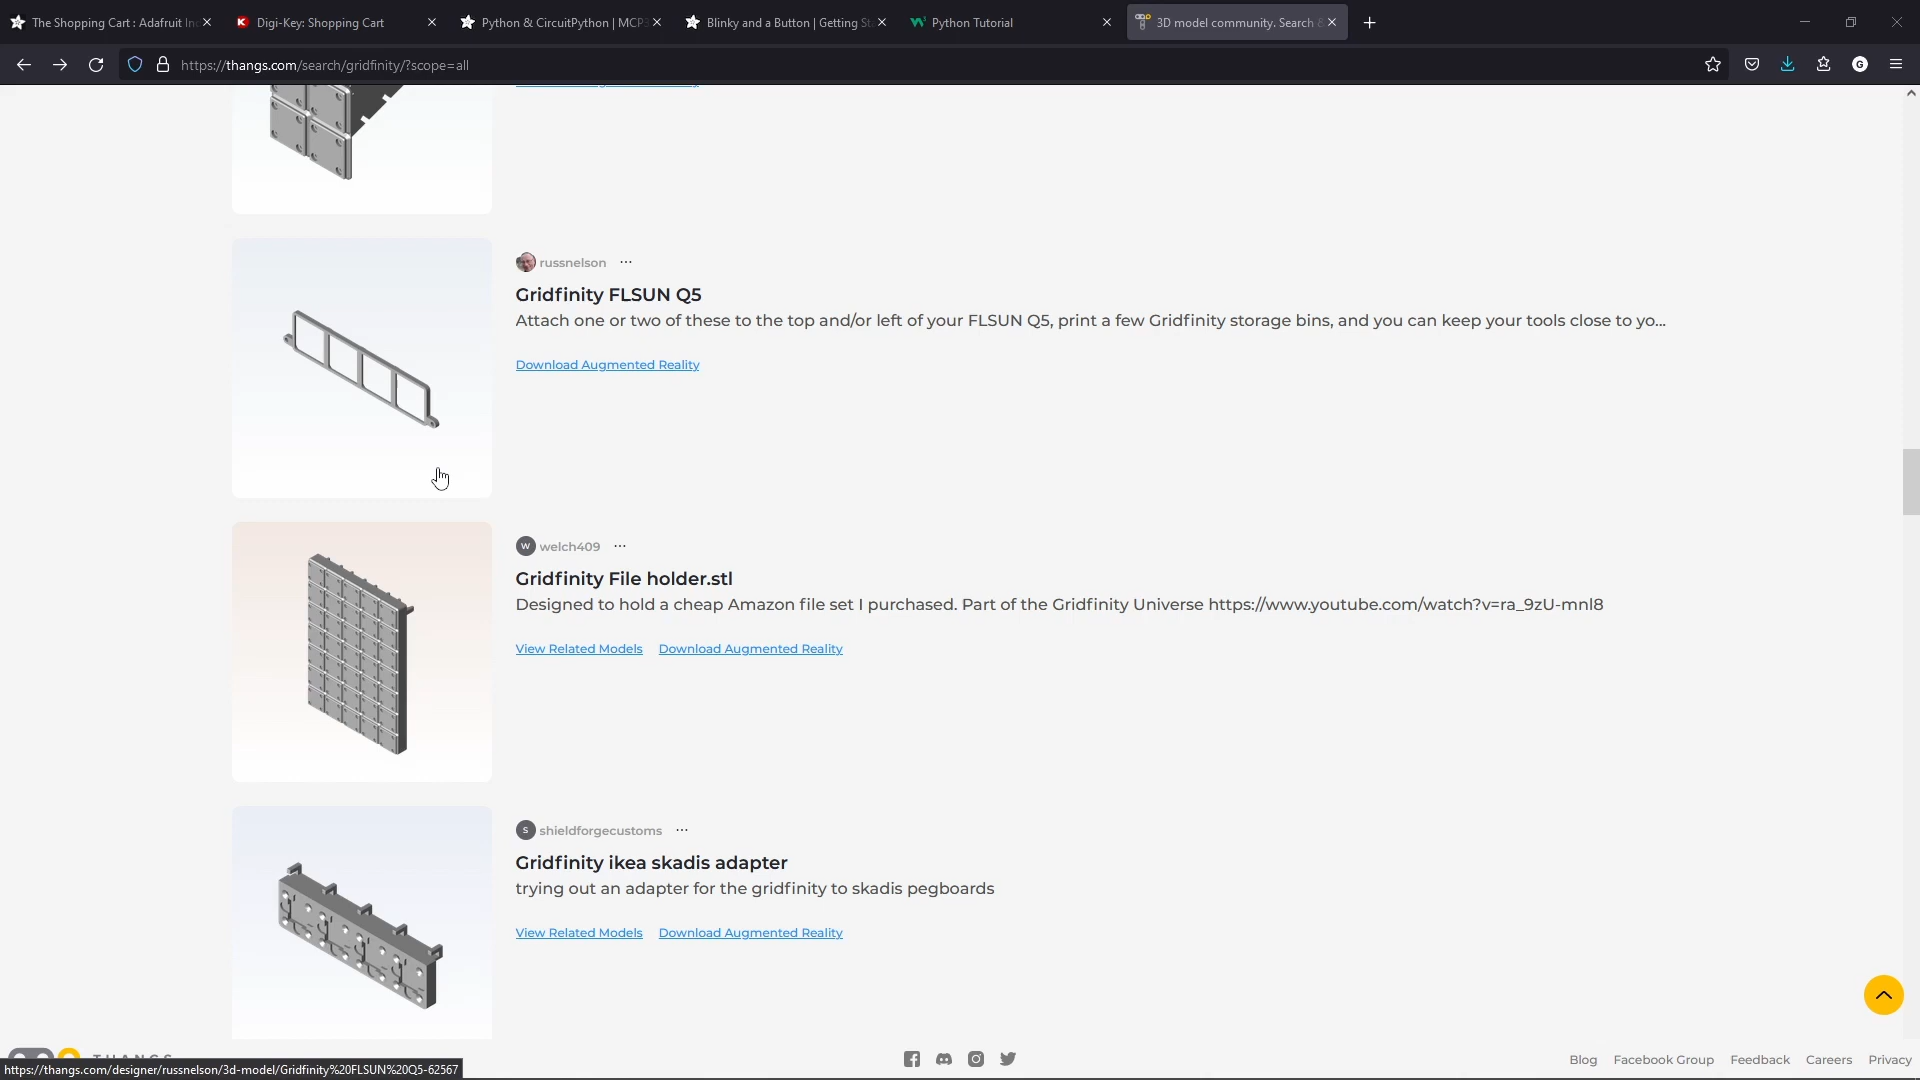 The Shopping Cart : Adafruit In
Digi-Key: Shopping Cart
Python & CircuitPython | MCP3
Blinky and a Button | Getting St
Python Tutorial
3D model community. Search 8
https://thangs.com/search/gridfinity/?scope=all
G
russnelson ...
Gridfinity FLSUN Q5
Attach one or two of these to the top and/or left of your FLSUN Q5, print a few Gridfinity storage bins, and you can keep your tools close to yo...
Download Augmented Reality
W welch409 ...
Gridfinity File holder.stl
Designed to hold a cheap Amazon file set I purchased. Part of the Gridfinity Universe https://www.youtube.com/watch?v=ra_9zU-mnl8
View Related Models Download Augmented Reality
S shieldforgecustoms ...
Gridfinity ikea skadis adapter
trying out an adapter for the gridfinity to skadis pegboards
View Related Models Download Augmented Reality
THANGS
Blog Facebook Group Feedback Careers Privacy
https://thangs.com/designer/russnelson/3d-model/Gridfinity%20FLSUN%20Q5-62567